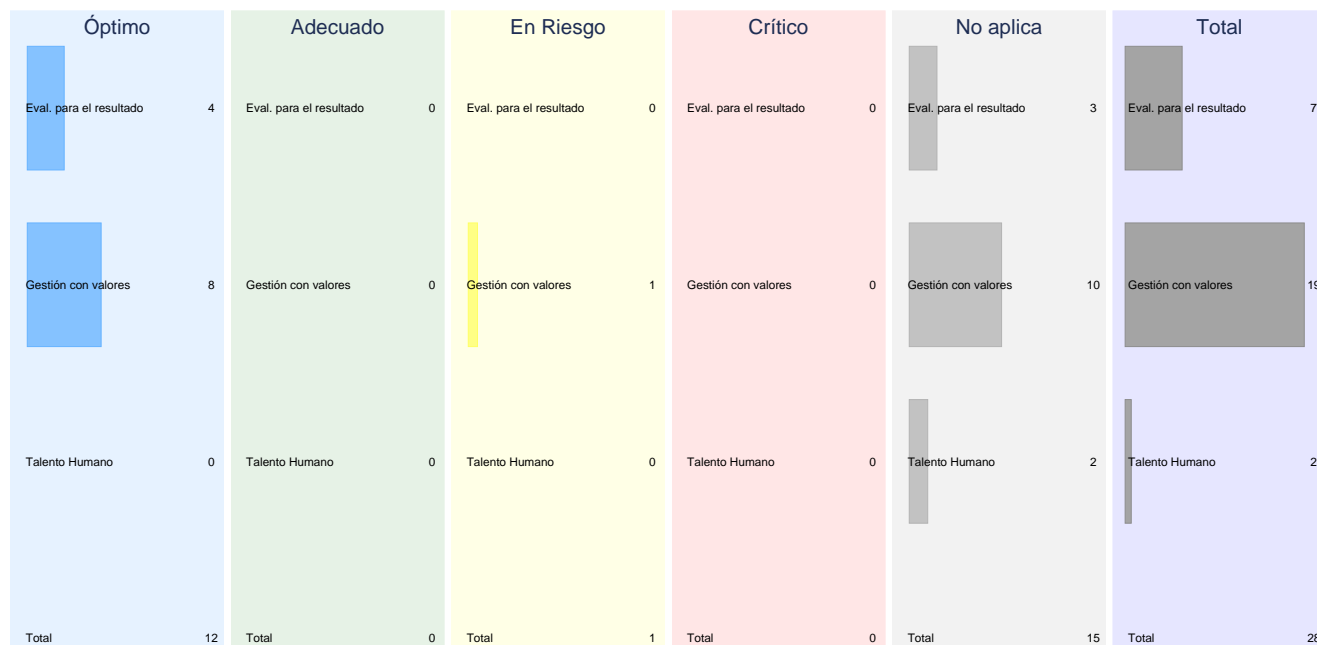 Óptimo Adecuado En Riesgo Crítico No aplica Total
Eval. para el resultado 4 Eval. para el resultado 0 Eval. para el resultado 0 Eval. para el resultado 0 Eval. para el resultado 3 Eval. para el resultado 7
Gestión con valores 8 Gestión con valores 0 Gestión con valores 1 Gestión con valores 0 Gestión con valores 10 Gestión con valores 19
Talento Humano 0 Talento Humano 0 Talento Humano 0 Talento Humano 0 Talento Humano 2 Talento Humano 2
Total 12 Total 0 Total 1 Total 0 Total 15 Total 28